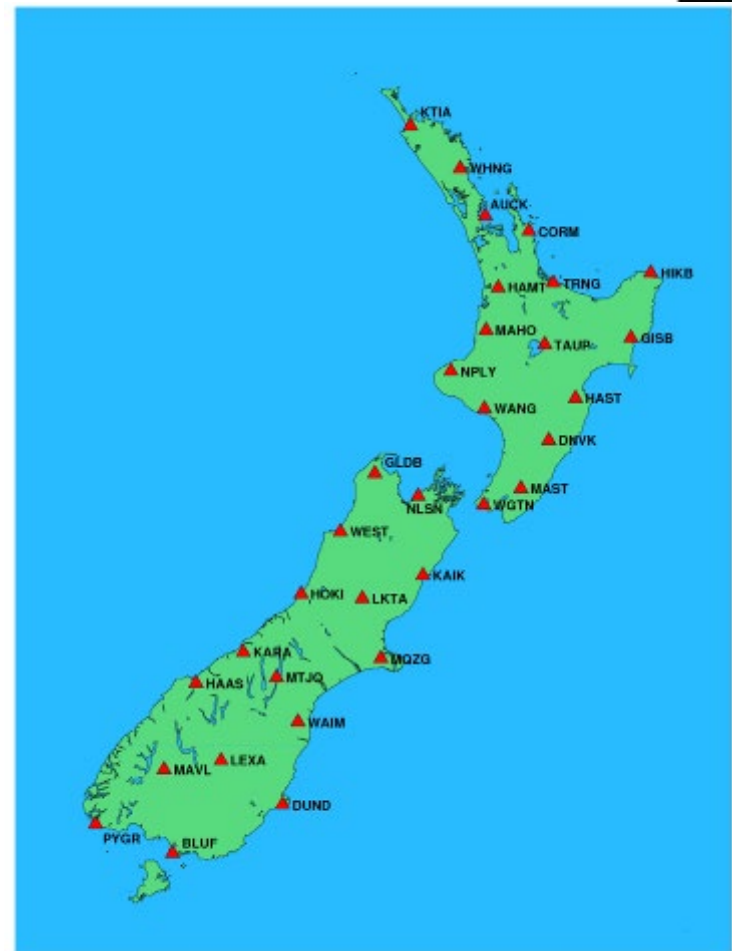 KTIA
WHNG
AUCK
CORM
HIKB
TRNG
HAMT
MAHO
GISB
TAUP
NPLY
HAST
WANG
DNVK
GLDB
MAST
NLSN
WGTN
WEST
KAIK
HOKI
LKTA
KARA
MQZG
MTJO
HAAS
WAIM
LEXA
MAVL
DUND
PYGR
BLUF